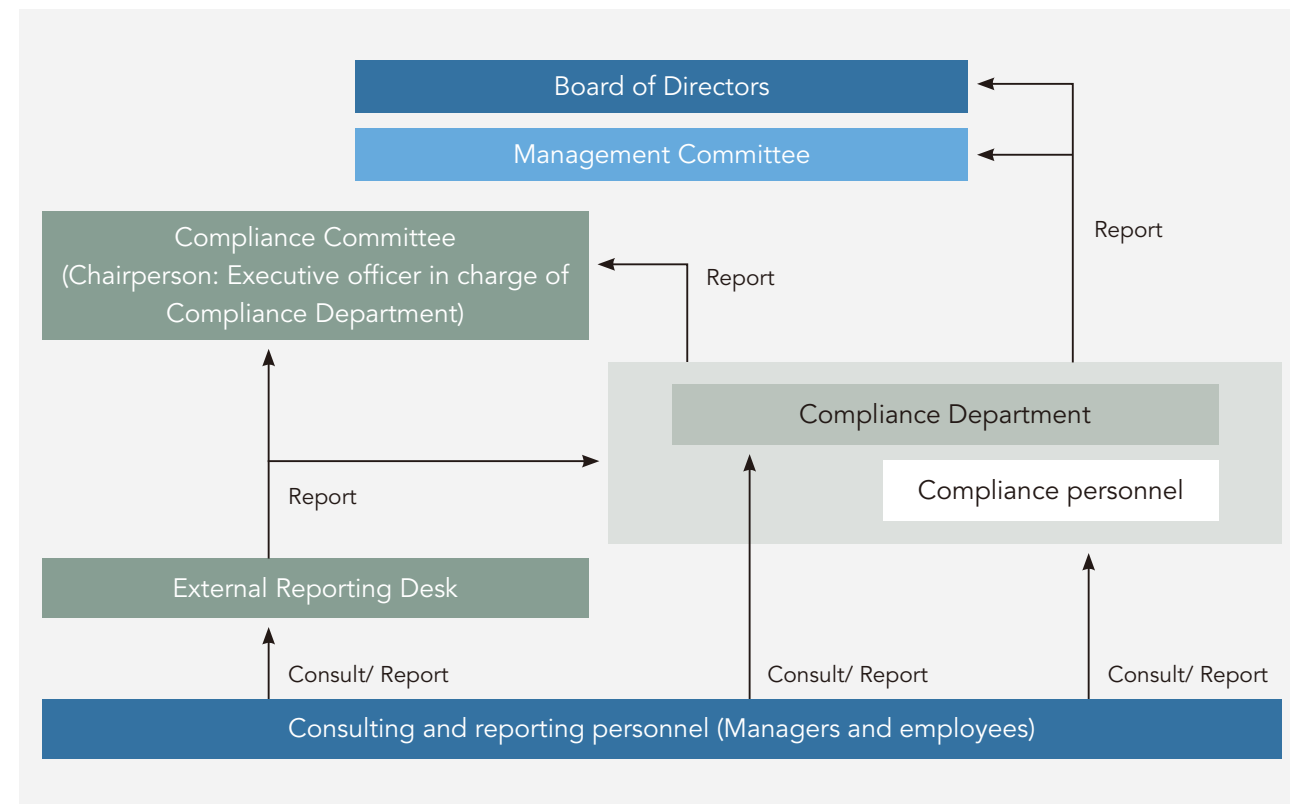 Board of Directors
Management Committee
Compliance Committee
(Chairperson: Executive officer in charge of
Compliance Department)
Report
Report
Compliance Department
Compliance personnel
Report
External Reporting Desk
Consult/ Report
Consult/ Report
Consult/ Report
Consulting and reporting personnel (Managers and employees)